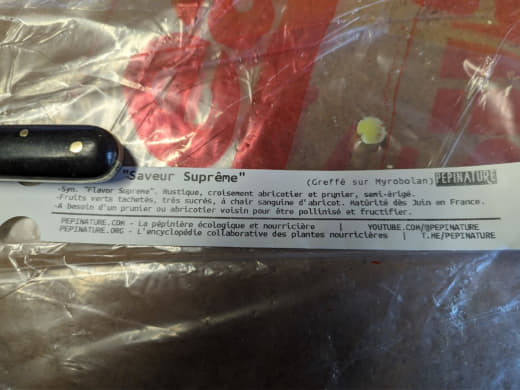 "Saveur Suprême" (Greffé sur Myrobolan) PEPINATURE
-Syn. "Flavor Supreme". Rustique, croisement abricotier et prunier, semi-érigé.
-Fruits verts tachetés, très sucrés, à chair sanguine d'abricot. Maturité dès Juin en France.
-A besoin d'un prunier ou abricotier voisin pour être pollinisé et fructifier.
PEPINATURE.COM - La pépinière écologique et nourricière | YOUTUBE.COM/@PEPINATURE
PEPINATURE.ORG - L'encyclopédie collaborative des plantes nourricières | T.ME/PEPINATURE